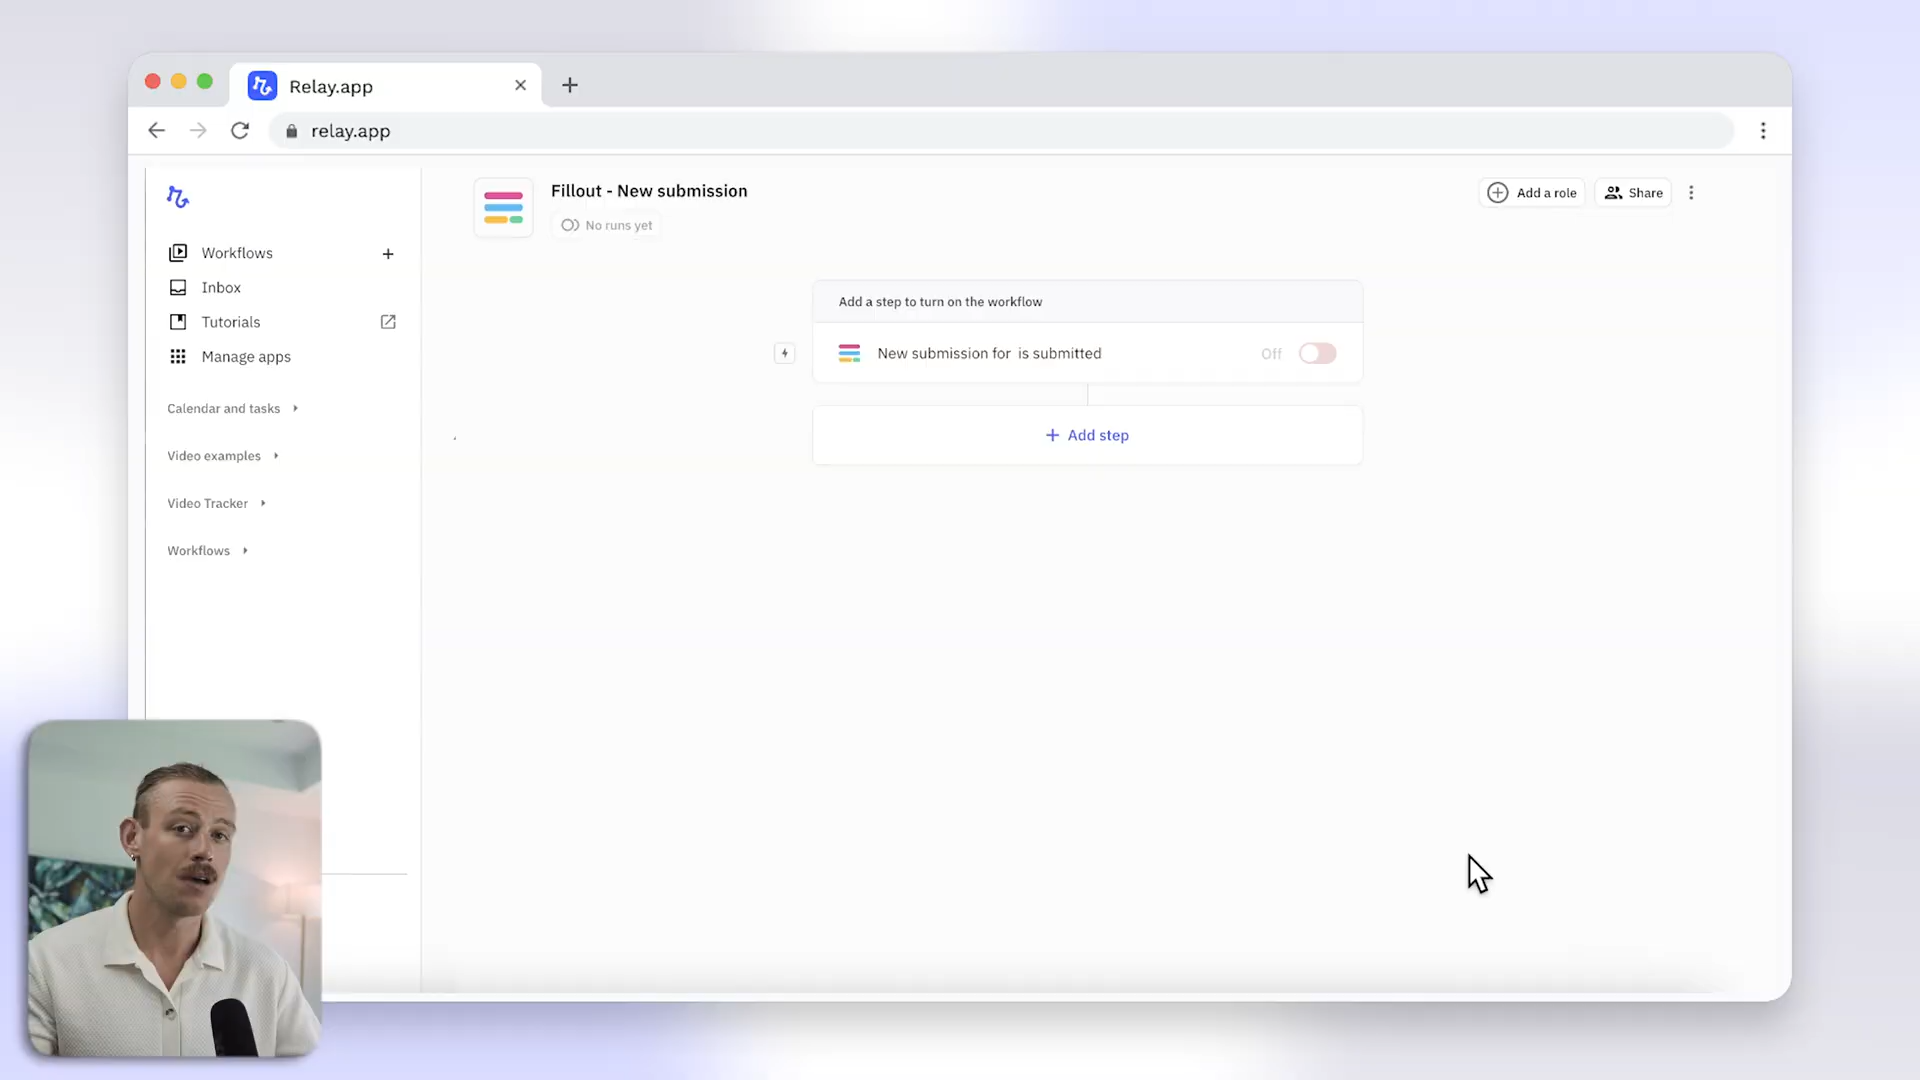 Relay.app
relay.app
Fillout - New submission
No runs yet
Add a role
Share
Workflows
Inbox
Tutorials
Manage apps
Calendar and tasks
Video examples
Video Tracker
Workflows
Add a step to turn on the workflow
New submission for is submitted
Off
Add step